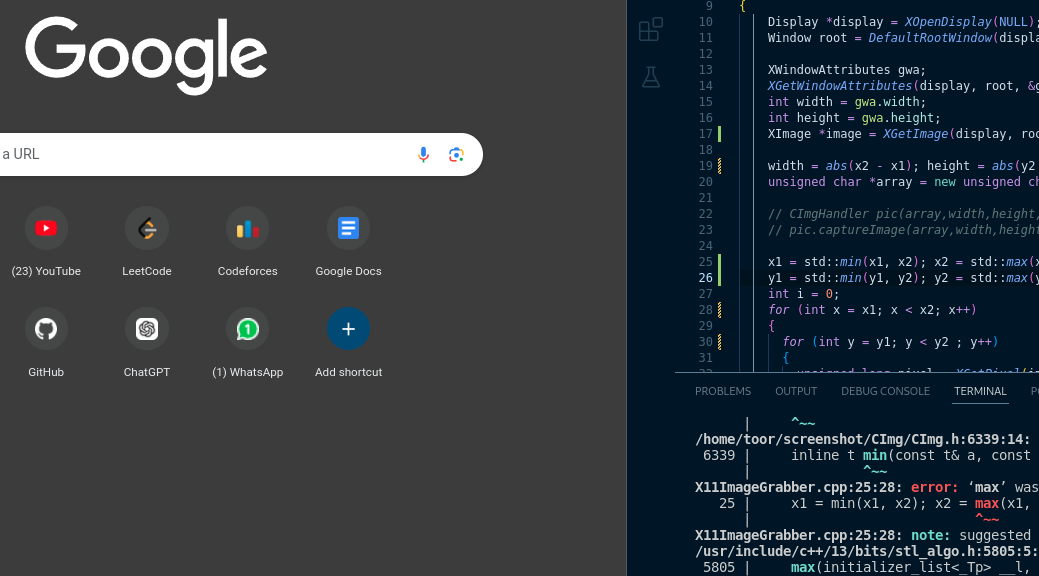 Google
a URL
(23) YouTube
LeetCode
Codeforces
Google Docs
GitHub
ChatGPT
1
(1) WhatsApp
Add shortcut
9 {
10 Display *display = XOpenDisplay(NULL);
11 Window root = DefaultRootWindow(displa
12
13 XWindowAttributes gwa;
14 XGetWindowAttributes(display, root, &g
15 int width = gwa.width;
16 int height = gwa.height;
17 XImage *image = XGetImage(display, roo
18
19 width = abs(x2 - x1); height = abs(y2
20 unsigned char *array = new unsigned ch
21
22 // CImgHandler pic(array,width,height,
23 // pic.captureImage(array,width,height
24
25 x1 = std::min(x1, x2); x2 = std::max(x
26 y1 = std::min(y1, y2); y2 = std::max(y
27 int i = 0;
28 for (int x = x1; x < x2; x++)
29 {
30 for (int y = y1; y < y2 ; y++)
31 {
unsigned long pixel = XGetPixel(i
PROBLEMS OUTPUT DEBUG CONSOLE TERMINAL
| ^~~
/home/toor/screenshot/CImg/CImg.h:6339:14:
6339 | inline t min(const t& a, const
| ^~~
X11ImageGrabber.cpp:25:28: error: ‘max’ was
25 | x1 = min(x1, x2); x2 = max(x1,
| ^~~
X11ImageGrabber.cpp:25:28: note: suggested
/usr/include/c++/13/bits/stl_algo.h:5805:5:
5805 | max(initializer_list<_Tp> __l,